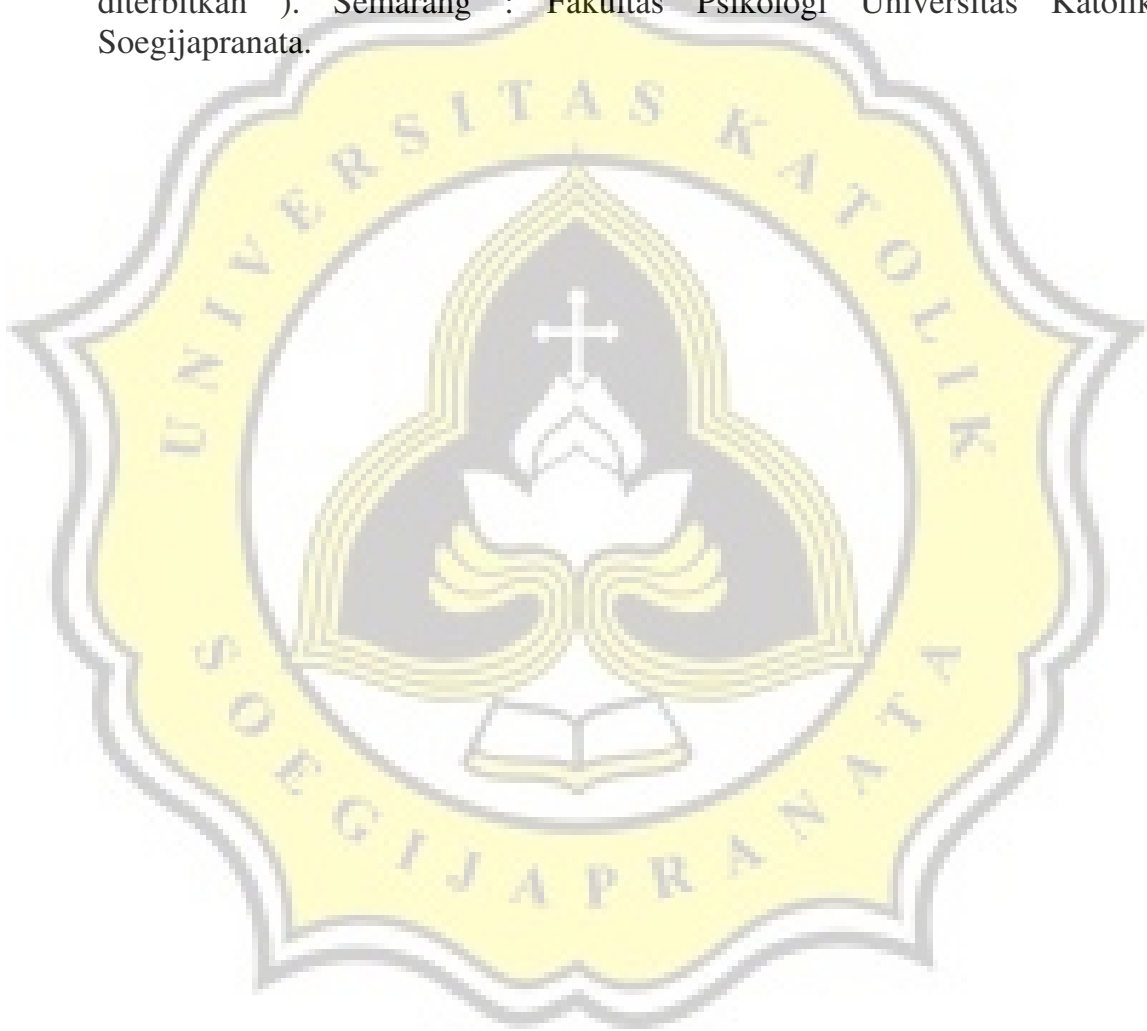 diterbitkan ). Semarang : Fakultas Psikologi Universitas Katolik
Soegijapranata.
UNIVERSITAS KATOLIK
SOEGIJAPRANATA